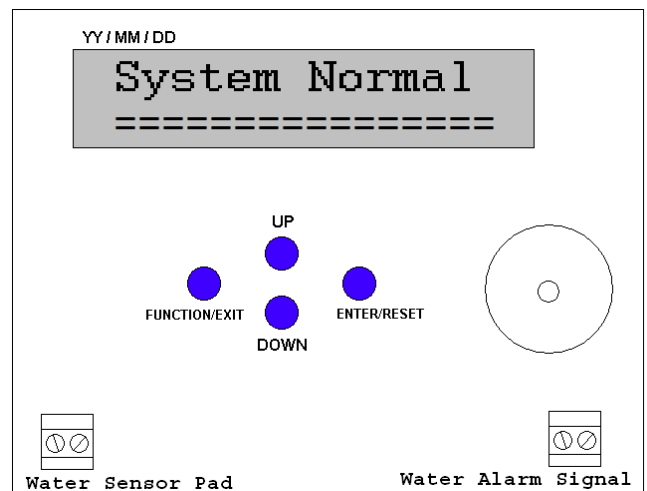 YY / MM / DD
System Normal
================
UP
FUNCTION/EXIT
ENTER/RESET
DOWN
Water Sensor Pad
Water Alarm Signal